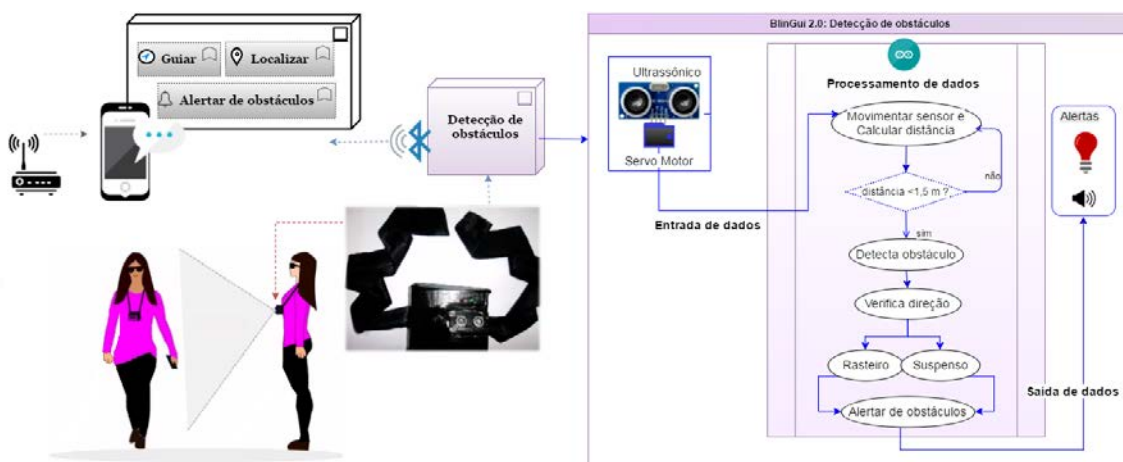 Guiar
Localizar
Alertar de obstáculos
Detecção de
obstáculos
BlinGui 2.0: Detecção de obstáculos
Ultrassônico
Servo Motor
Entrada de dados
Processamento de dados
Movimentar sensor e
Calcular distância
não
distância <1,5 m ?
sim
Detecta obstáculo
Verifica direção
Rasteiro
Suspenso
Alertar de obstáculos
Saída de dados
Alertas